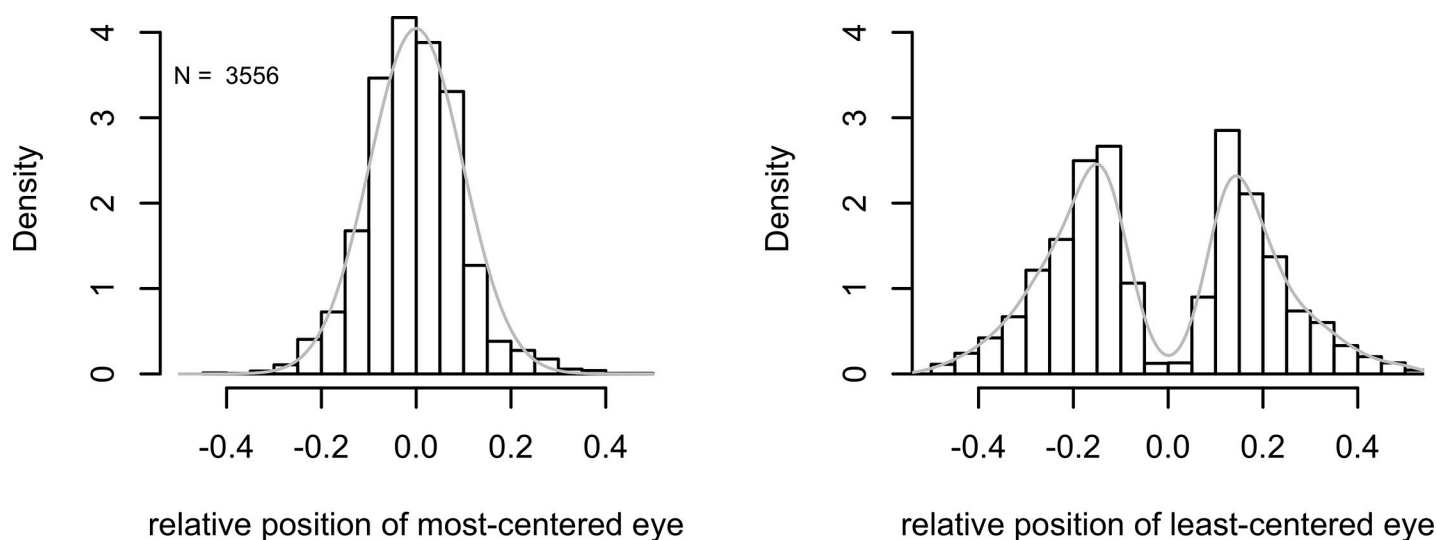 4
3
2
1
0
Density
N = 3556
-0.4 -0.2 0.0 0.2 0.4
relative position of most-centered eye
4
3
2
1
0
Density
-0.4 -0.2 0.0 0.2 0.4
relative position of least-centered eye